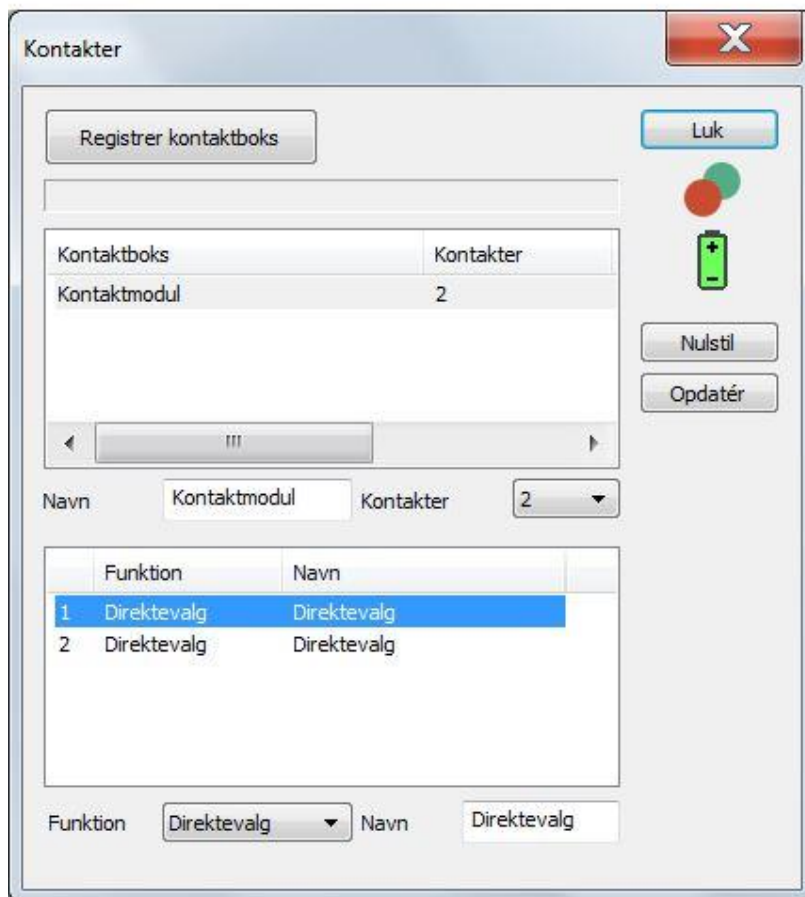 Kontakter
Registrer kontaktboks
Luk
Kontaktboks Kontakter
Kontaktmodul 2
Nulstil
Opdatér
Navn Kontaktmodul Kontakter 2
Funktion Navn
1 Direktevalg Direktevalg
2 Direktevalg Direktevalg
Funktion Direktevalg Navn Direktevalg